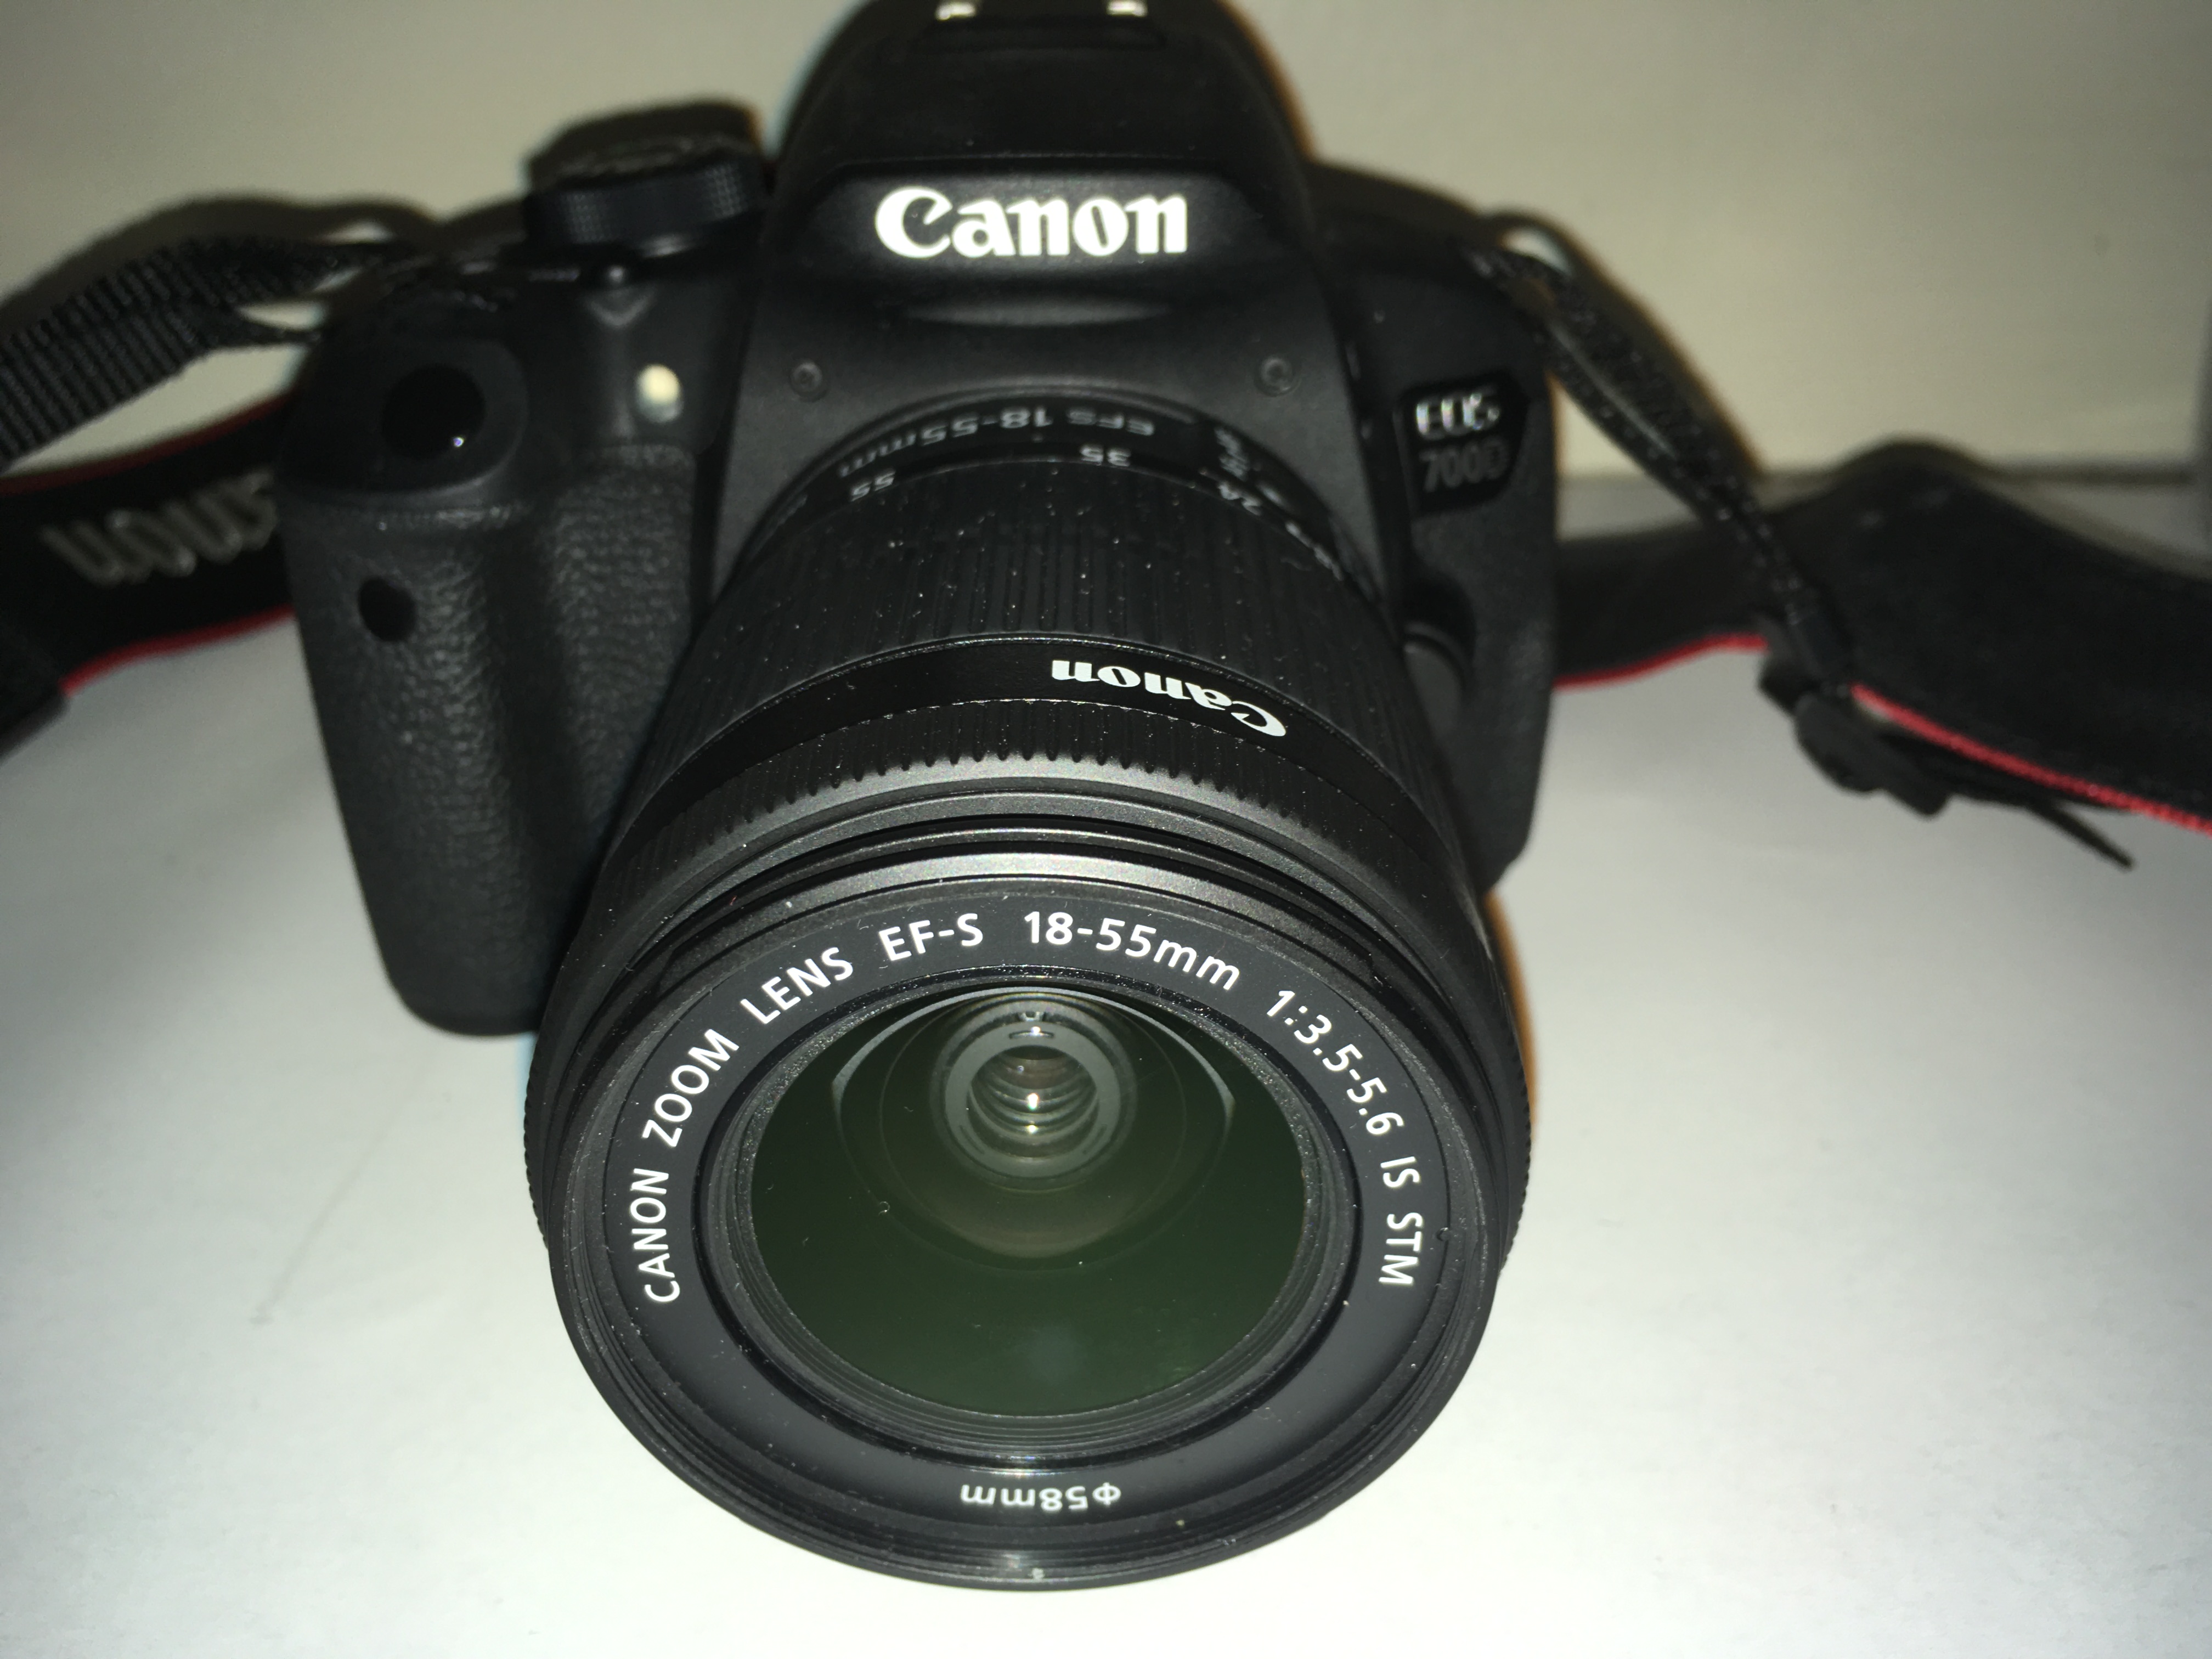 Canon
EOS
700D
Canon
EFS 18-55mm
55 35 24
Canon
CANON ZOOM LENS EF-S 18-55mm 1:3.5-5.6 IS STM
Φ58mm